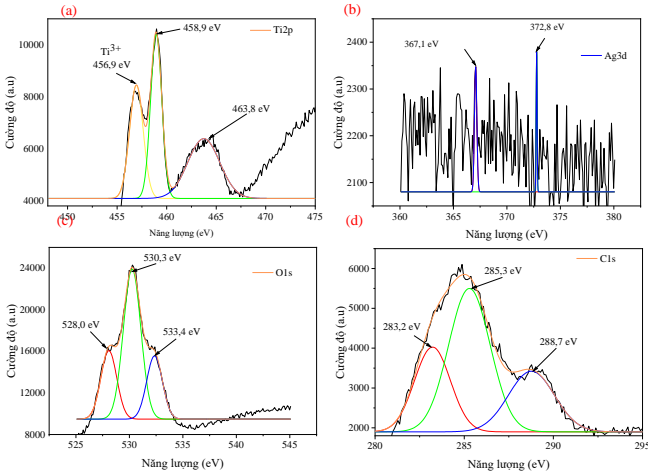 (a)
458,9 eV
Ti2p
Ti3+
456,9 eV
463,8 eV
10000
8000
6000
4000
450
455
460
465
470
475
Năng lượng (eV)
Cường độ (a.u)
(b)
372,8 eV
367,1 eV
Ag3d
2400
2300
2200
2100
360
365
370
375
380
Năng lượng (eV)
Cường độ (a.u)
(c)
530,3 eV
O1s
528,0 eV
533,4 eV
24000
20000
16000
12000
8000
525
530
535
540
545
Năng lượng (eV)
Cường độ (a.u)
(d)
C1s
285,3 eV
283,2 eV
288,7 eV
6000
5000
4000
3000
2000
280
285
290
295
Năng lượng (eV)
Cường độ (a.u)